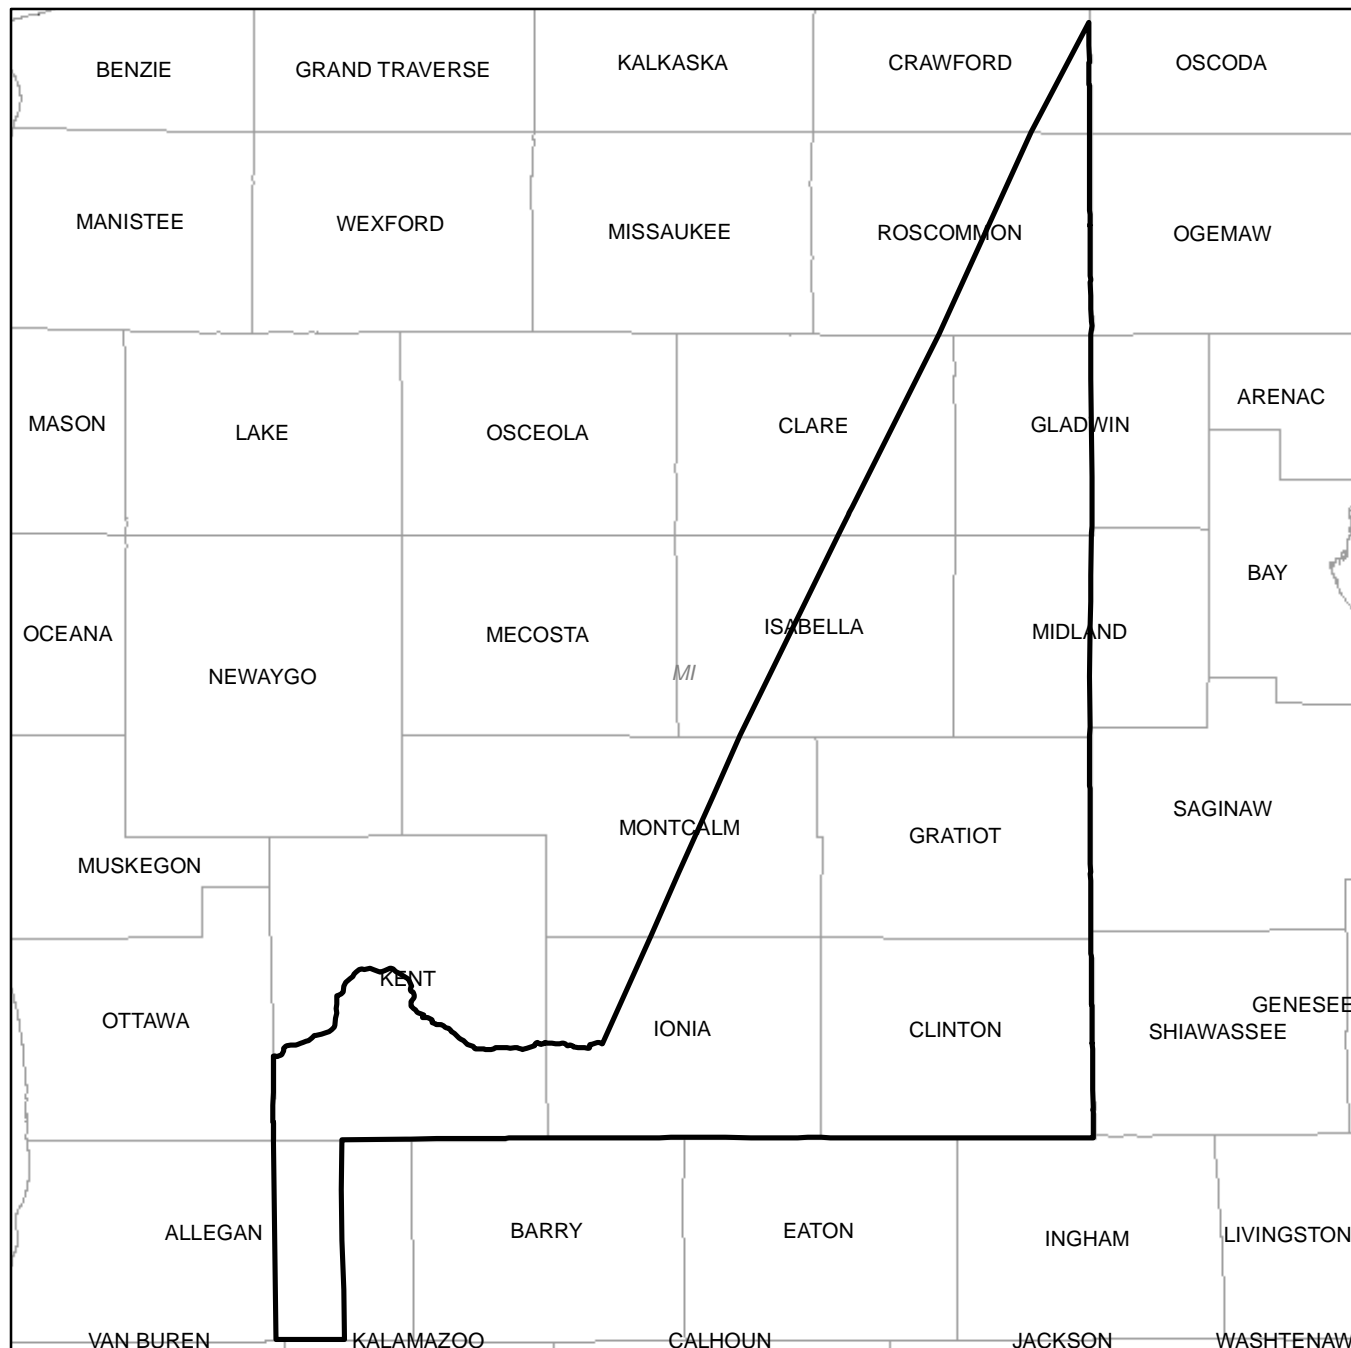 BENZIE
GRAND TRAVERSE
KALKASKA
CRAWFORD
OSCODA
MANISTEE
WEXFORD
MISSAUKEE
ROSCOMMON
OGEMAW
MASON
LAKE
OSCEOLA
CLARE
GLADWIN
ARENAC
OCEANA
NEWAYGO
MECOSTA
MI
ISABELLA
MIDLAND
BAY
MUSKEGON
MONTCALM
GRATIOT
SAGINAW
OTTAWA
KENT
IONIA
CLINTON
SHIAWASSEE
GENESEE
ALLEGAN
BARRY
EATON
INGHAM
LIVINGSTON
VAN BUREN
KALAMAZOO
CALHOUN
JACKSON
WASHTENAW